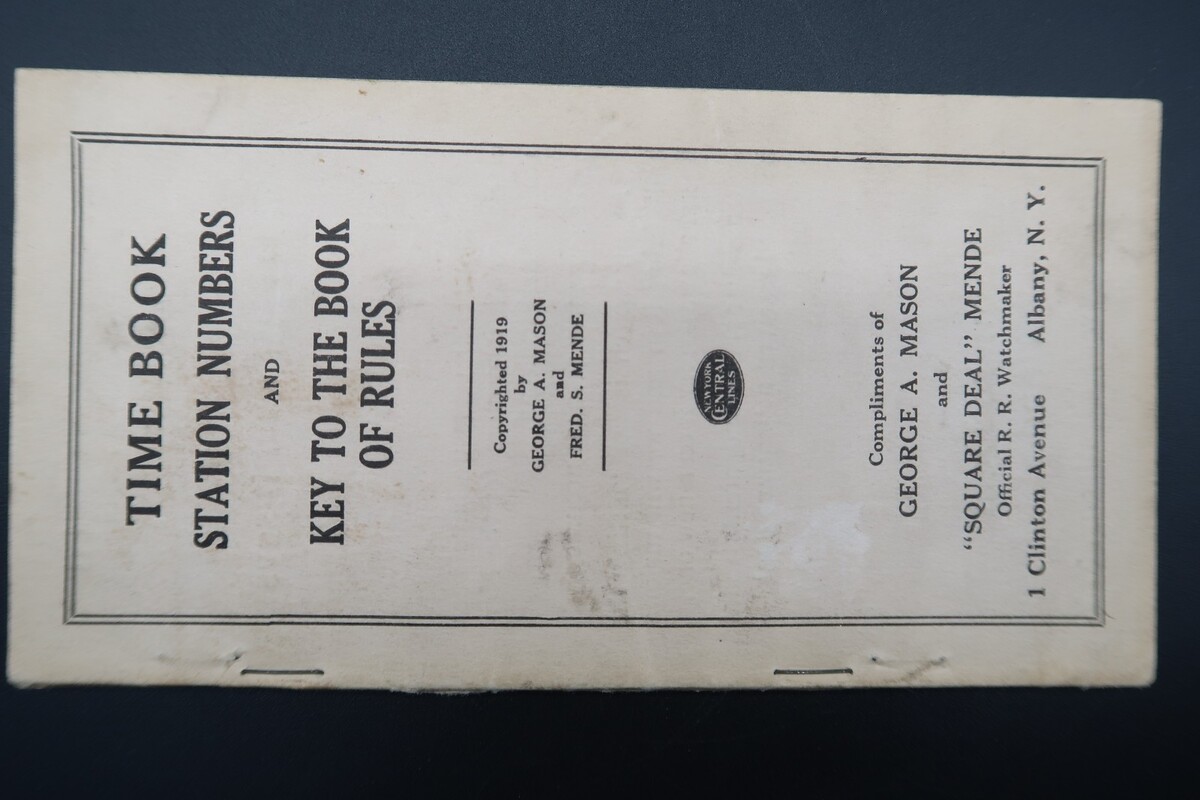 TIME BOOK
STATION NUMBERS
AND
KEY TO THE BOOK
OF RULES
Copyrighted 1919
by
GEORGE A. MASON
and
FRED. S. MENDE
NEW YORK
CENTRAL
LINES
Compliments of
GEORGE A. MASON
and
"SQUARE DEAL" MENDE
Official R. R. Watchmaker
1 Clinton Avenue Albany, N. Y.